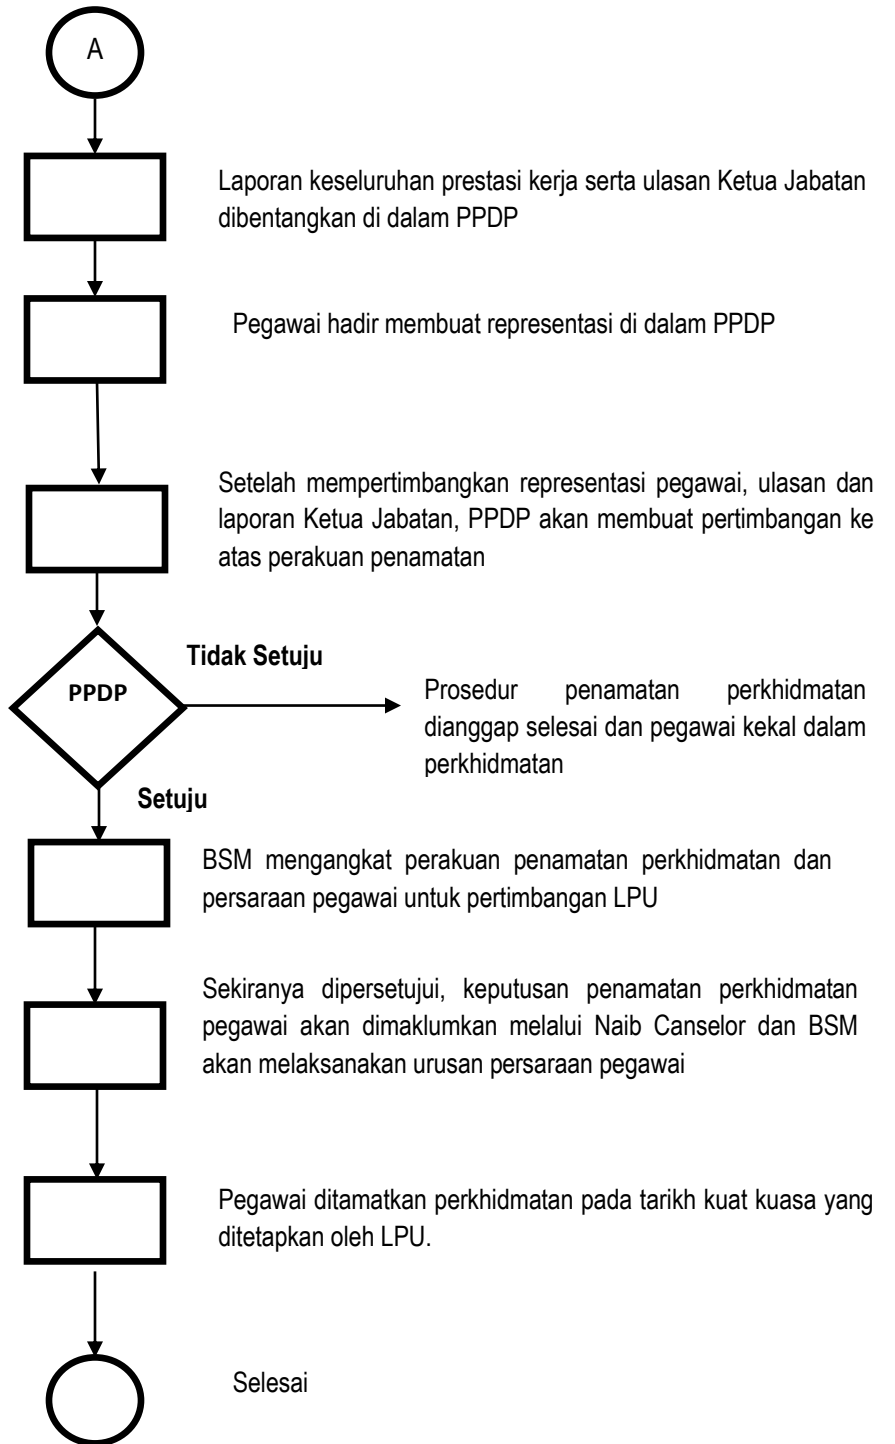 A
Laporan keseluruhan prestasi kerja serta ulasan Ketua Jabatan
dibentangkan di dalam PPDP
Pegawai hadir membuat representasi di dalam PPDP
Setelah mempertimbangkan representasi pegawai, ulasan dan
laporan Ketua Jabatan, PPDP akan membuat pertimbangan ke
atas perakuan penamatan
Tidak Setuju
PPDP
Prosedur penamatan perkhidmatan
dianggap selesai dan pegawai kekal dalam
perkhidmatan
Setuju
BSM mengangkat perakuan penamatan perkhidmatan dan
persaraan pegawai untuk pertimbangan LPU
Sekiranya dipersetujui, keputusan penamatan perkhidmatan
pegawai akan dimaklumkan melalui Naib Canselor dan BSM
akan melaksanakan urusan persaraan pegawai
Pegawai ditamatkan perkhidmatan pada tarikh kuat kuasa yang
ditetapkan oleh LPU.
Selesai